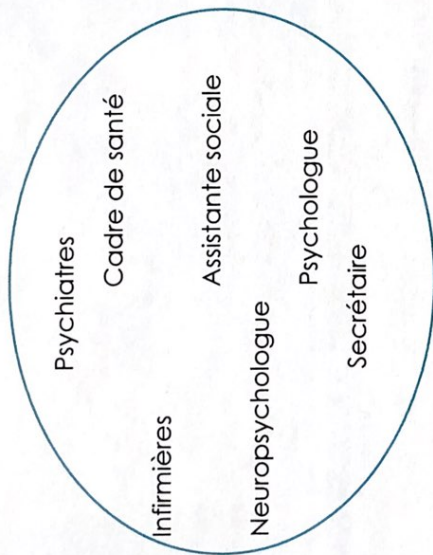 Psychiatres
Cadre de santé
Infirmières
Assistante sociale
Neuropsychologue
Psychologue
Secrétaire